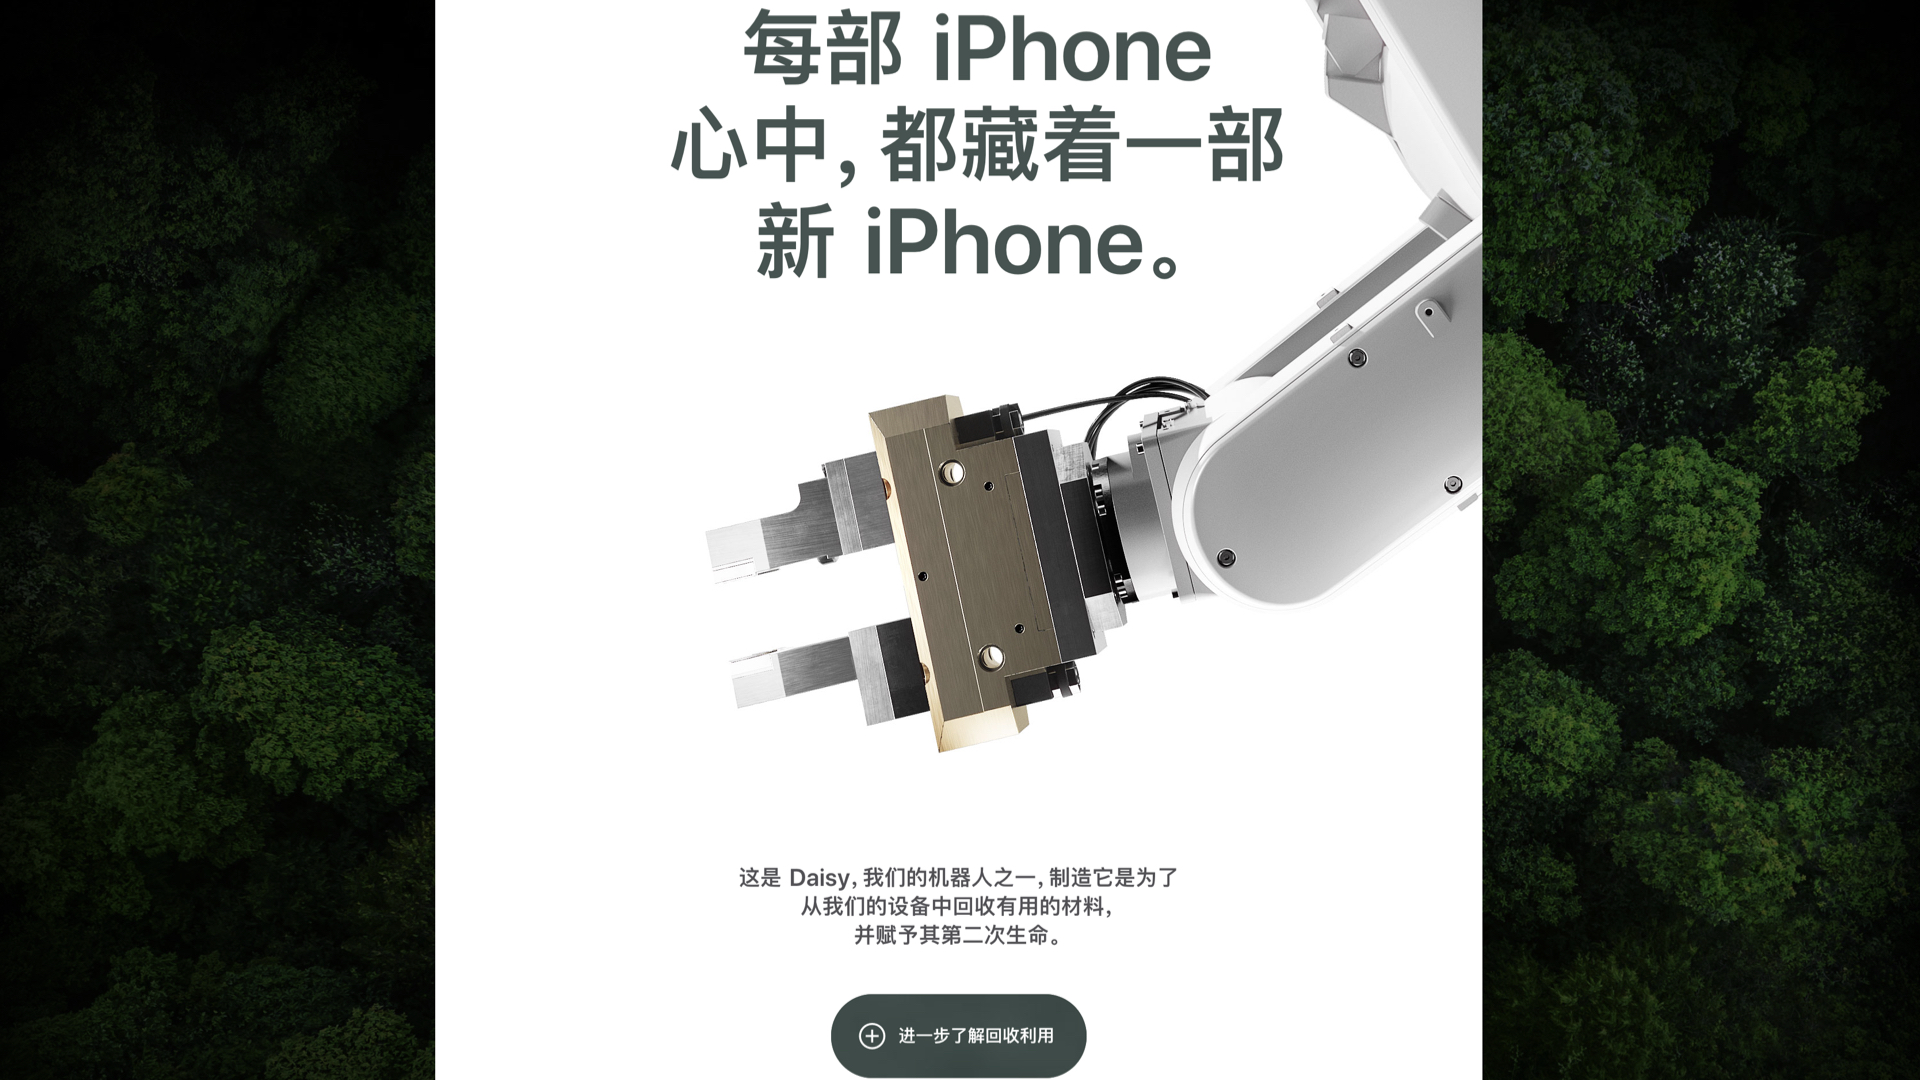 每部 iPhone
心中，都藏着一部
新 iPhone。
这是 Daisy，我们的机器人之一，制造它是为了
从我们的设备中回收有用的材料，
并赋予其第二次生命。
进一步了解回收利用